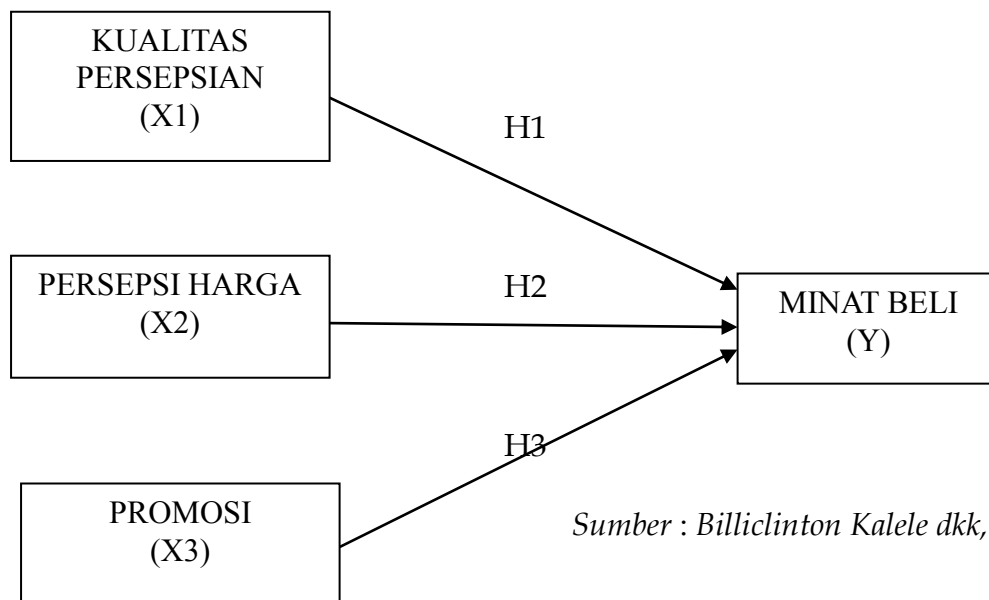 KUALITAS
PERSEPSIAN
(X1)
H1
PERSEPSI HARGA
(X2)
H2
MINAT BELI
(Y)
H3
PROMOSI
(X3)
Sumber : Billiclinton Kalele dkk,